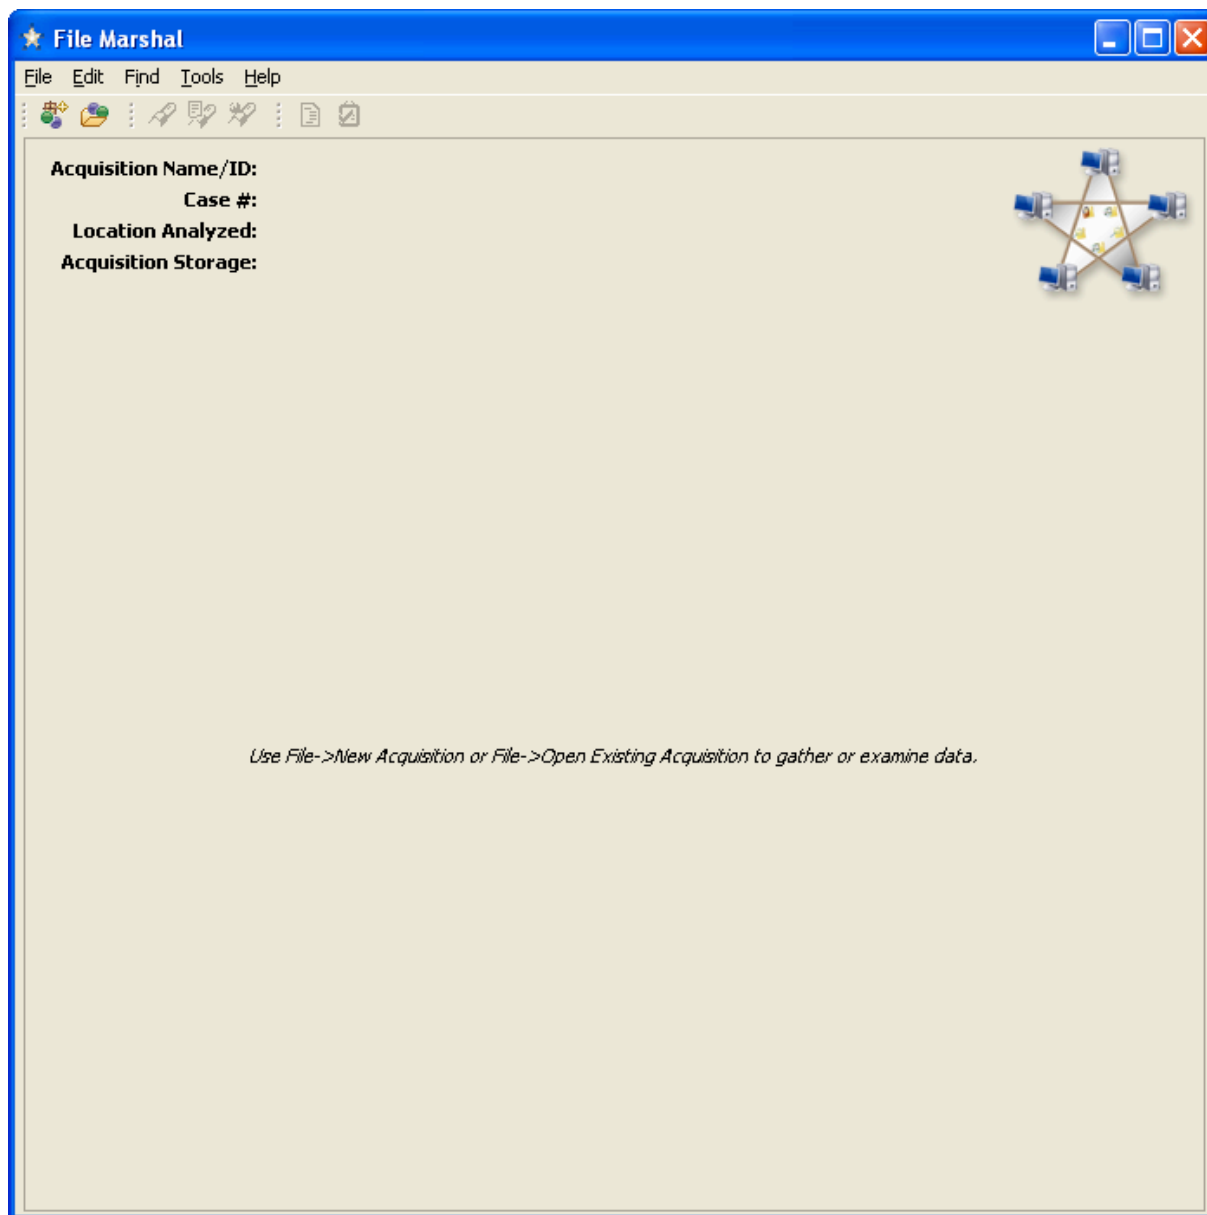 File Marshal
File Edit Find Tools Help
Acquisition Name/ID:
Case #:
Location Analyzed:
Acquisition Storage:
Use File->New Acquisition or File->Open Existing Acquisition to gather or examine data.